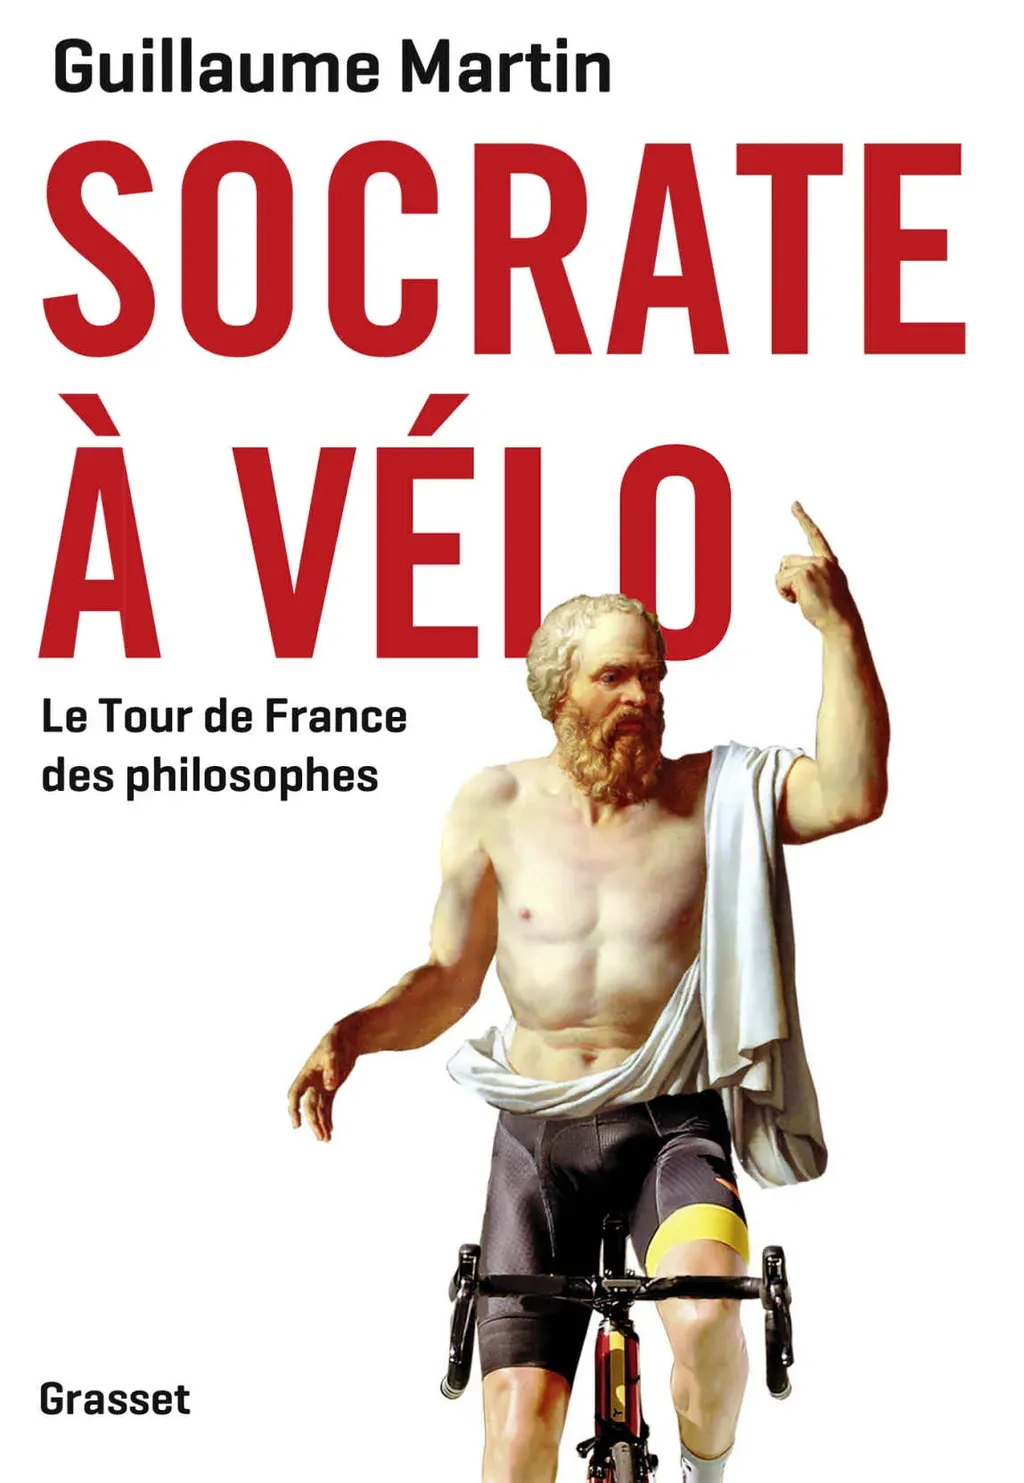 Guillaume Martin
SOCRATE
À VÉLO
Le Tour de France
des philosophes
Grasset